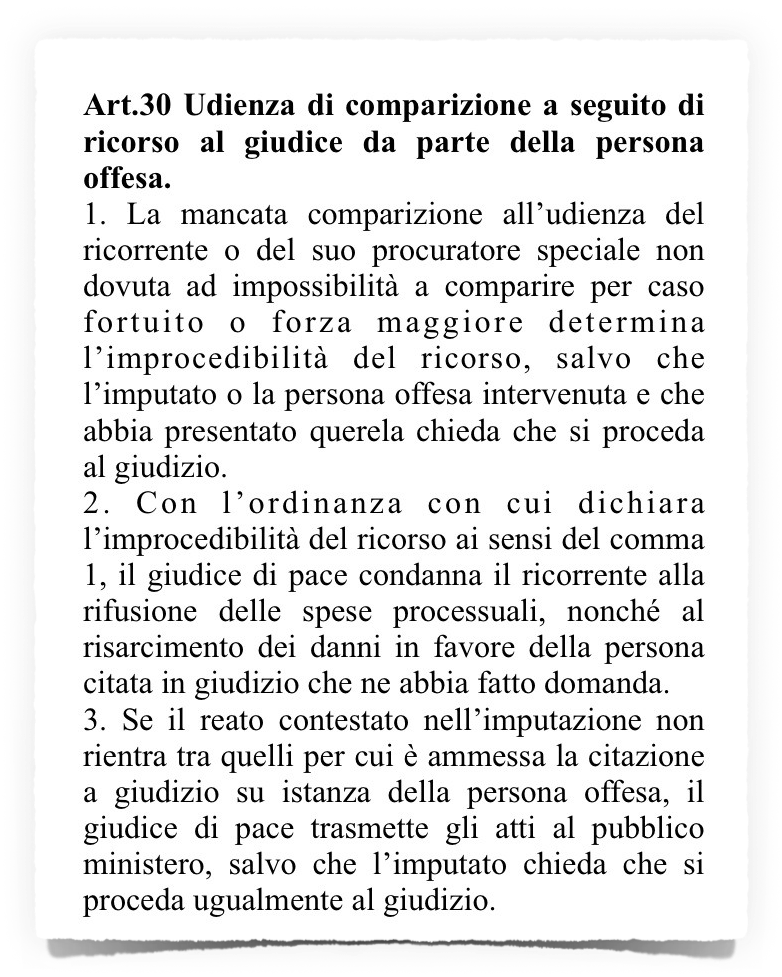 Art.30 Udienza di comparizione a seguito di
ricorso al giudice da parte della persona
offesa.
1. La mancata comparizione all’udienza del
ricorrente o del suo procuratore speciale non
dovuta ad impossibilità a comparire per caso
fortuito o forza maggiore determina
l’improcedibilità del ricorso, salvo che
l’imputato o la persona offesa intervenuta e che
abbia presentato querela chieda che si proceda
al giudizio.
2. Con l’ordinanza con cui dichiara
l’improcedibilità del ricorso ai sensi del comma
1, il giudice di pace condanna il ricorrente alla
rifusione delle spese processuali, nonché al
risarcimento dei danni in favore della persona
citata in giudizio che ne abbia fatto domanda.
3. Se il reato contestato nell’imputazione non
rientra tra quelli per cui è ammessa la citazione
a giudizio su istanza della persona offesa, il
giudice di pace trasmette gli atti al pubblico
ministero, salvo che l’imputato chieda che si
proceda ugualmente al giudizio.